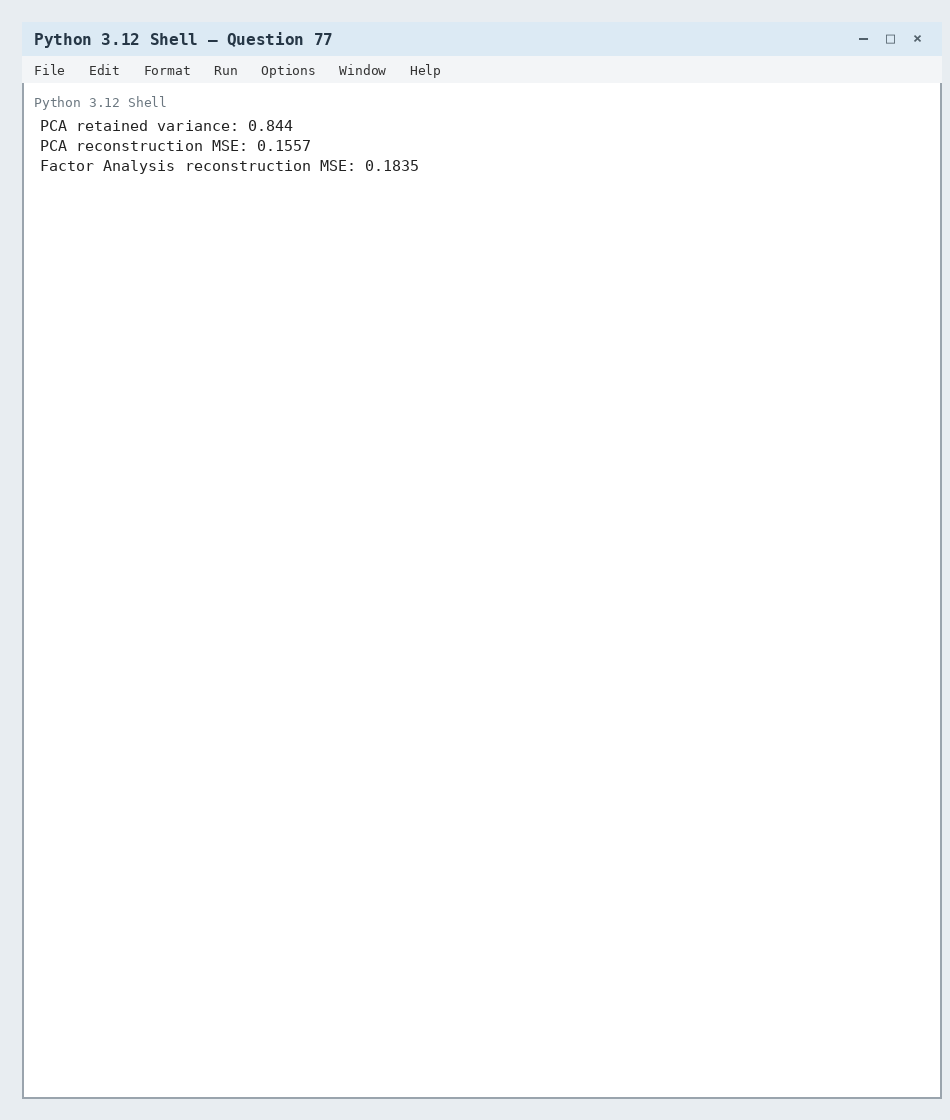 Python 3.12 Shell — Question 77
— □ ×
File Edit Format Run Options Window Help
Python 3.12 Shell
PCA retained variance: 0.844
PCA reconstruction MSE: 0.1557
Factor Analysis reconstruction MSE: 0.1835